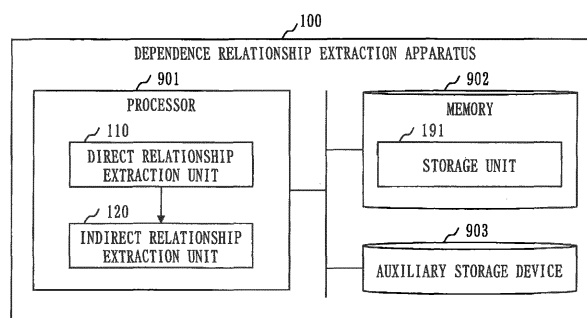 100
DEPENDENCE RELATIONSHIP EXTRACTION APPARATUS
901
PROCESSOR
110
DIRECT RELATIONSHIP
EXTRACTION UNIT
120
INDIRECT RELATIONSHIP
EXTRACTION UNIT
902
MEMORY
191
STORAGE UNIT
903
AUXILIARY STORAGE DEVICE